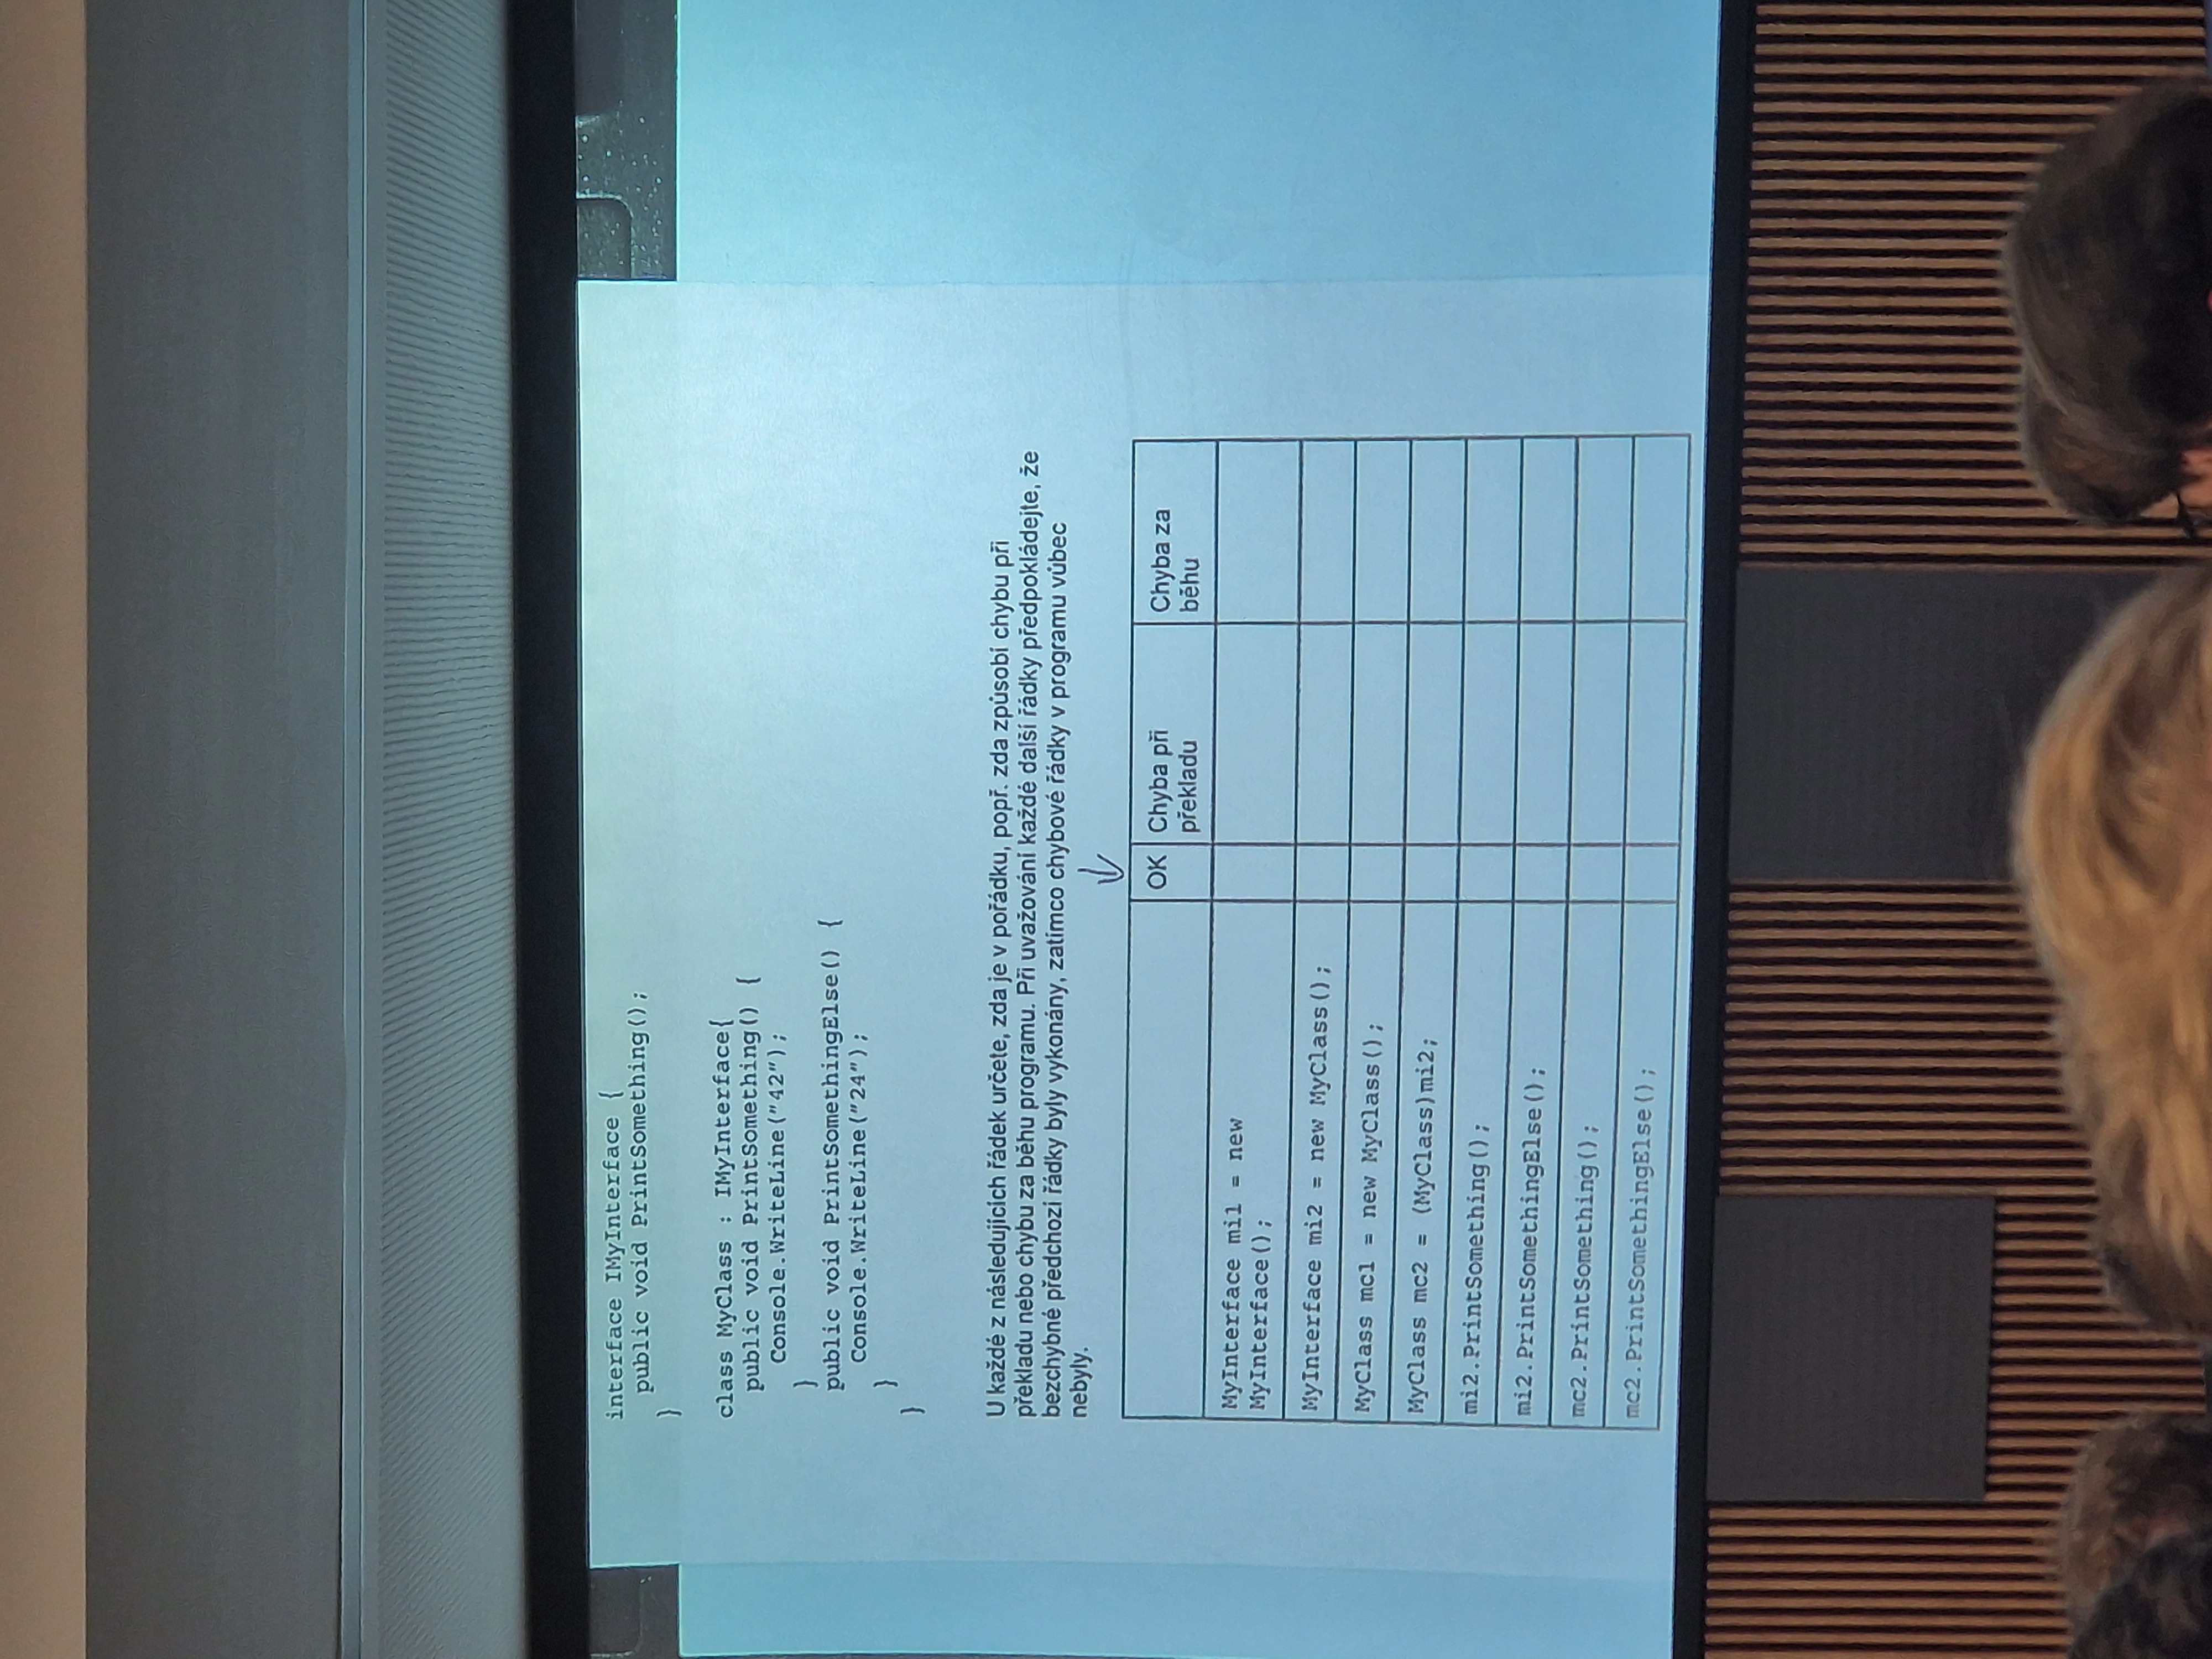 interface IMyInterface {
public void PrintSomething();
}
class MyClass : IMyInterface{
public void PrintSomething() {
Console.WriteLine("42");
}
public void PrintSomethingElse() {
Console.WriteLine("24");
}
}
U každé z následujících řádek určete, zda je v pořádku, popř. zda způsobí chybu při
překladu nebo chybu za běhu programu. Při uvažování každé další řádky předpokládejte, že
bezchybné předchozí řádky byly vykonány, zatímco chybové řádky v programu vůbec
nebyly.
OK Chyba při Chyba za
překladu běhu
MyInterface mi1 = new
MyInterface();
MyInterface mi2 = new MyClass();
MyClass mc1 = new MyClass();
MyClass mc2 = (MyClass)mi2;
mi2.PrintSomething();
mi2.PrintSomethingElse();
mc2.PrintSomething();
mc2.PrintSomethingElse();